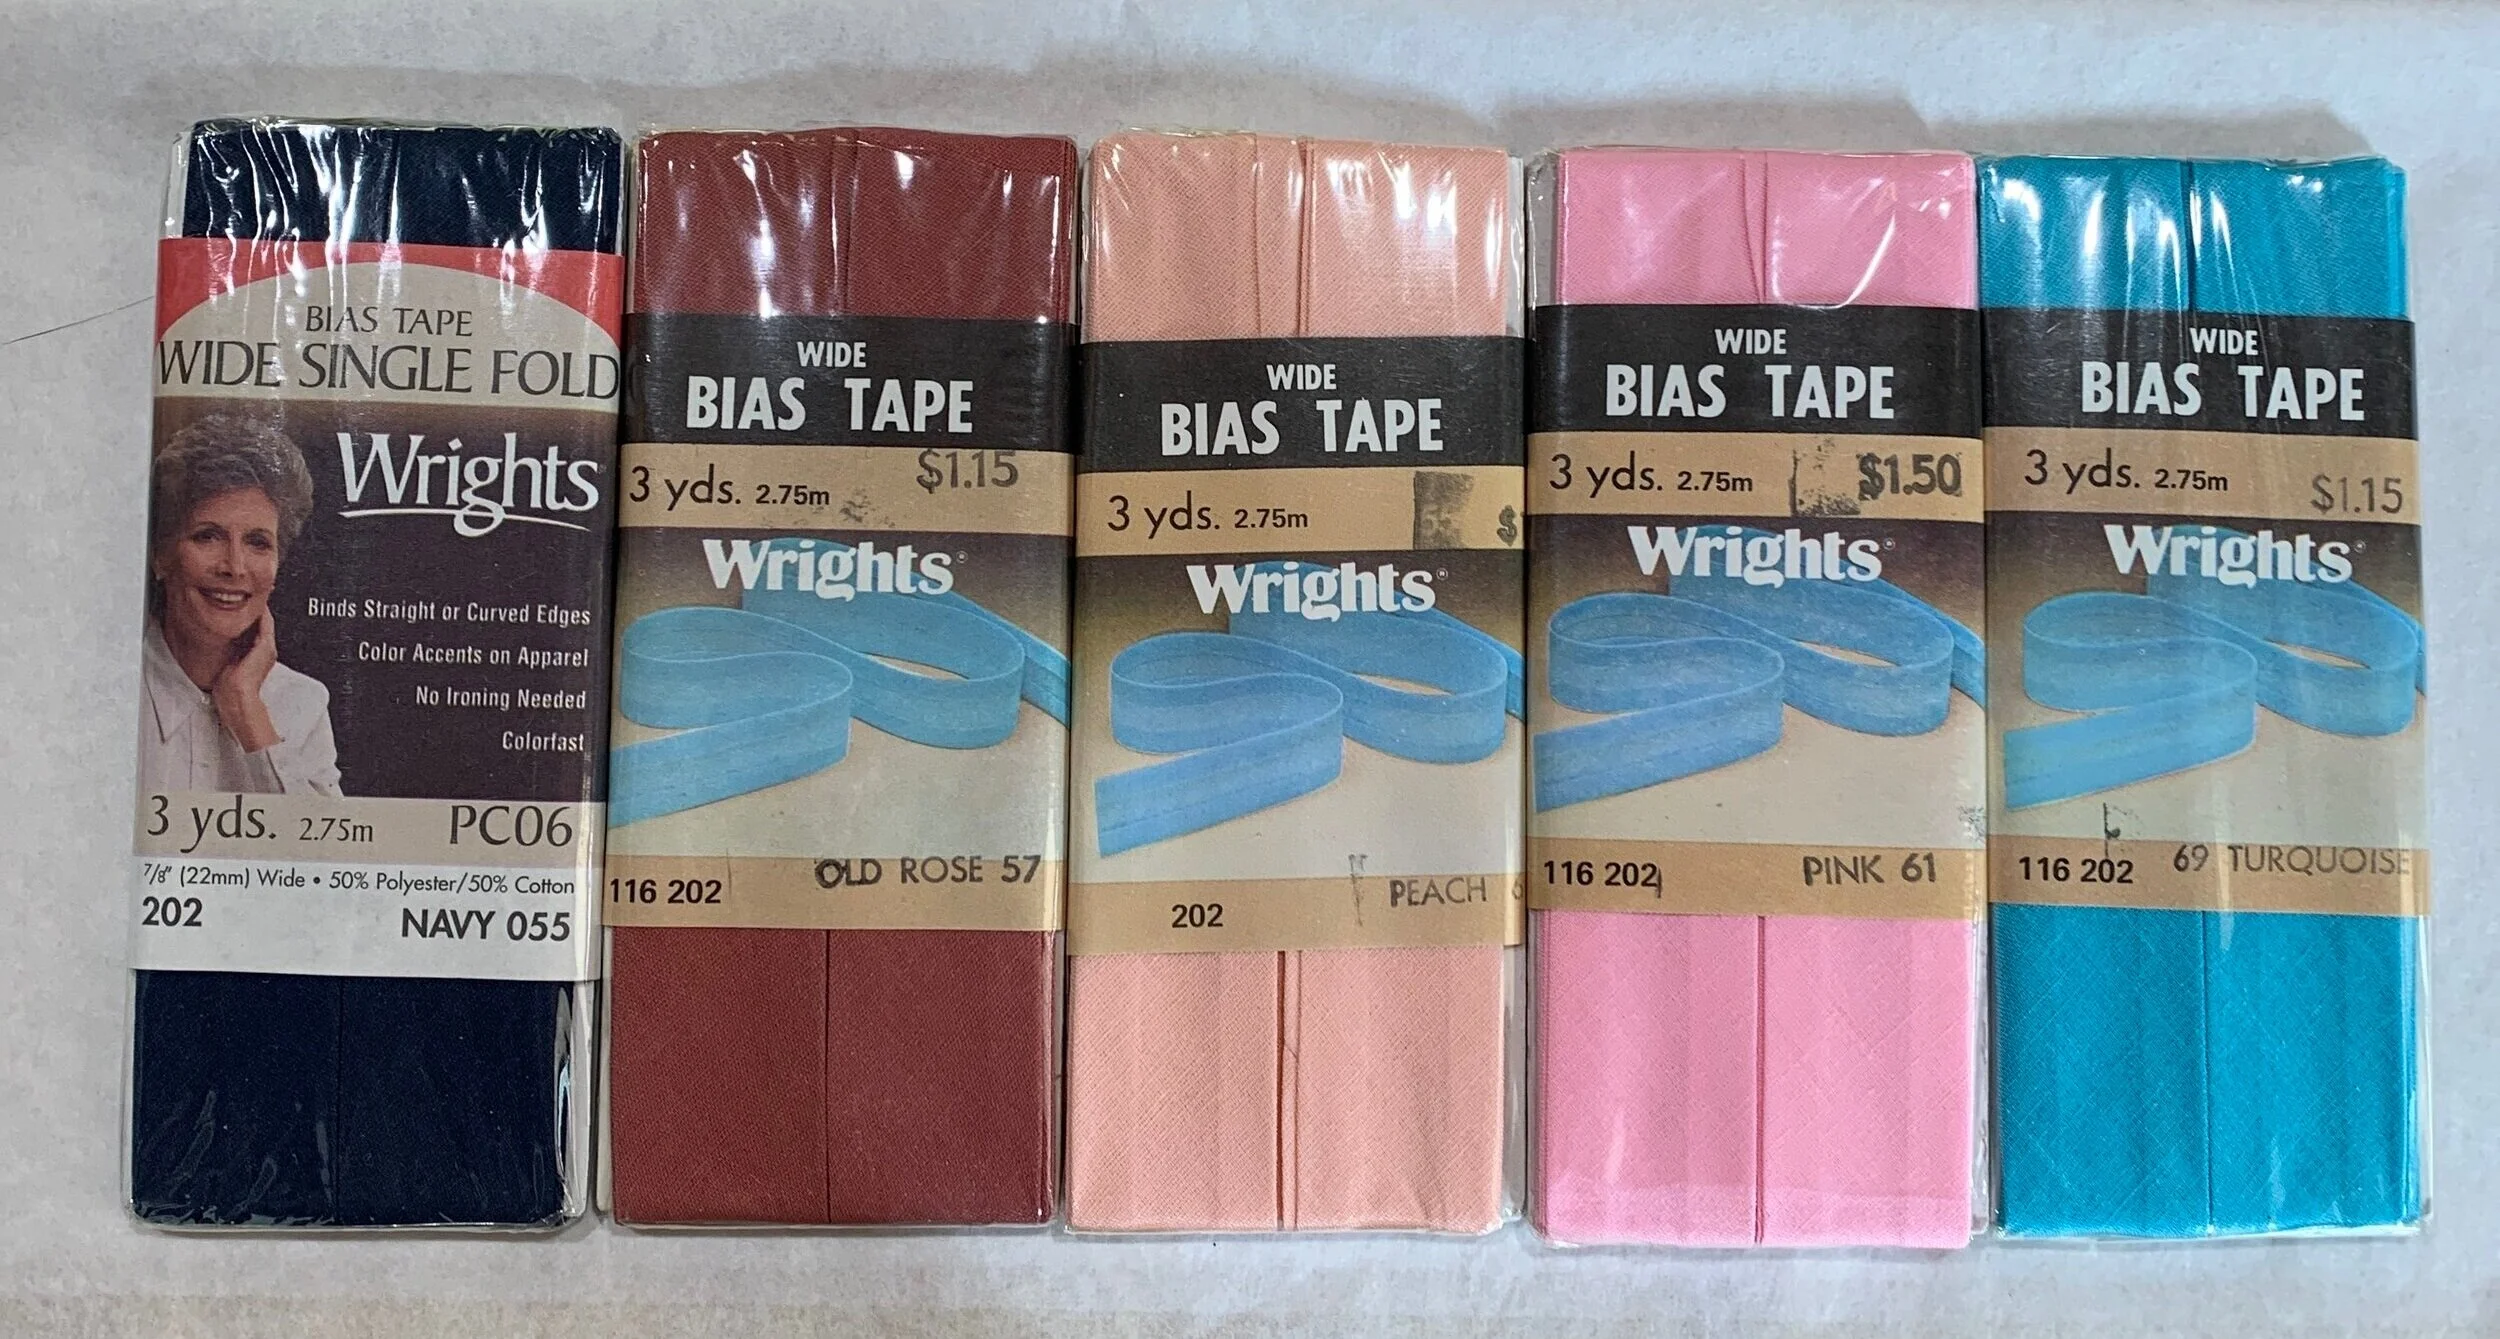 BIAS TAPE
WIDE SINGLE FOLD
Wrights
Binds Straight or Curved Edges
Color Accents on Apparel
No Ironing Needed
Colorfast
3 yds. 2.75m PC06
7/8" (22mm) Wide • 50% Polyester/50% Cotton
202 NAVY 055
WIDE
BIAS TAPE
3 yds. 2.75m $1.15
Wrights®
116 202 OLD ROSE 57
WIDE
BIAS TAPE
3 yds. 2.75m $
Wrights®
202 PEACH
WIDE
BIAS TAPE
3 yds. 2.75m $1.50
Wrights®
116 202 PINK 61
WIDE
BIAS TAPE
3 yds. 2.75m $1.15
Wrights®
116 202 69 TURQUOISE